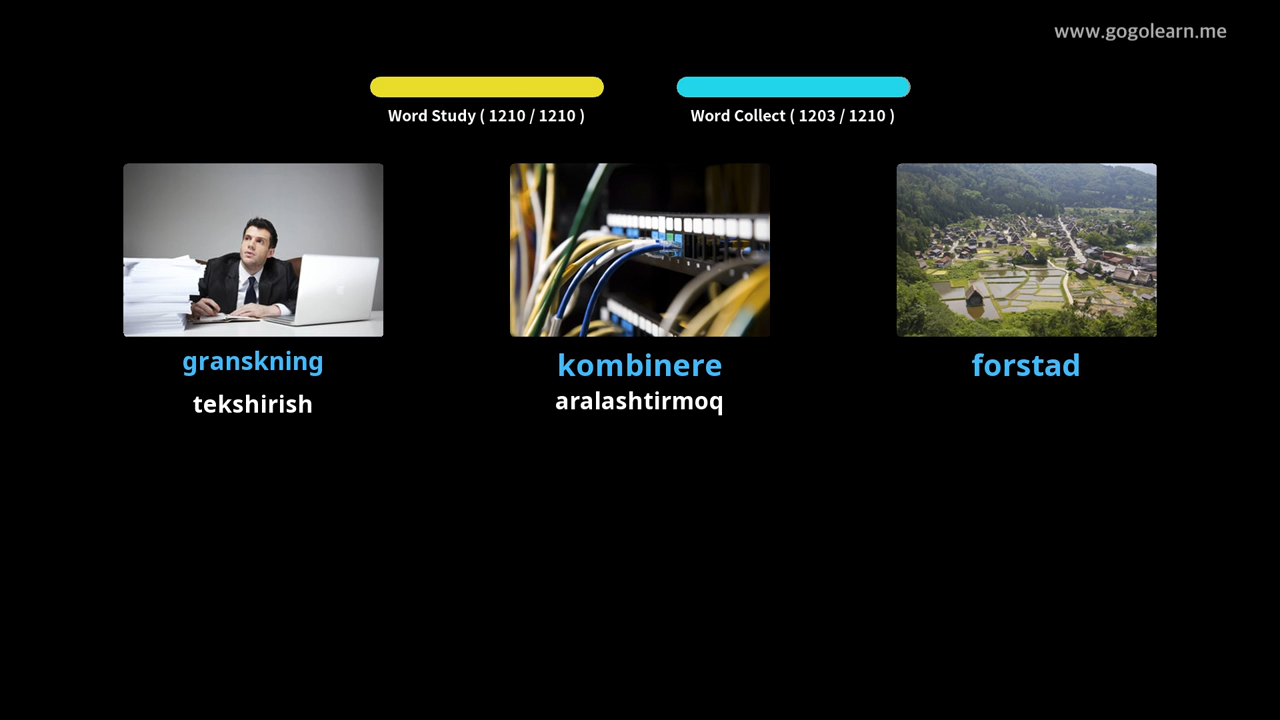 www.gogolearn.me
Word Study ( 1210 / 1210 )
Word Collect ( 1203 / 1210 )
granskning
tekshirish
kombinere
aralashtirmoq
forstad